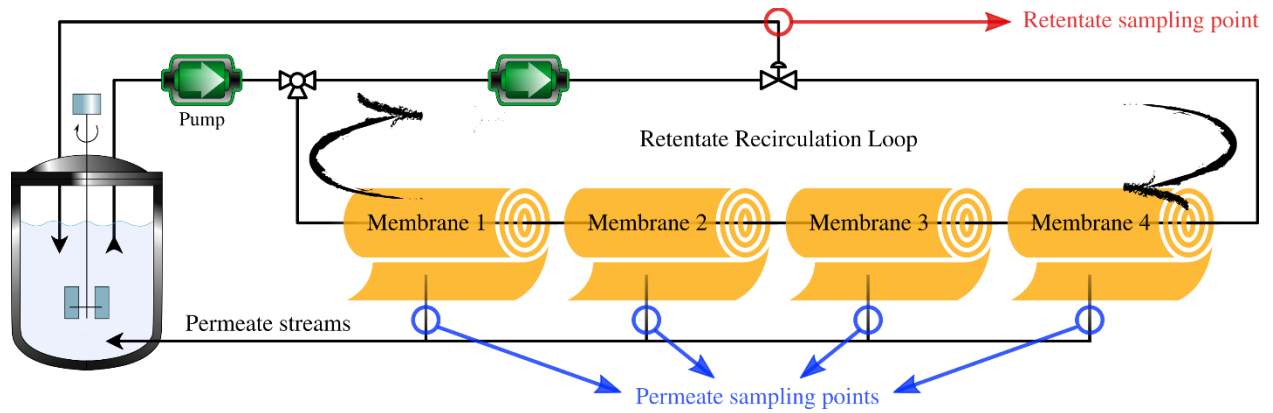 Retentate sampling point
Pump
Retentate Recirculation Loop
Membrane 1
Membrane 2
Membrane 3
Membrane 4
Permeate streams
Permeate sampling points